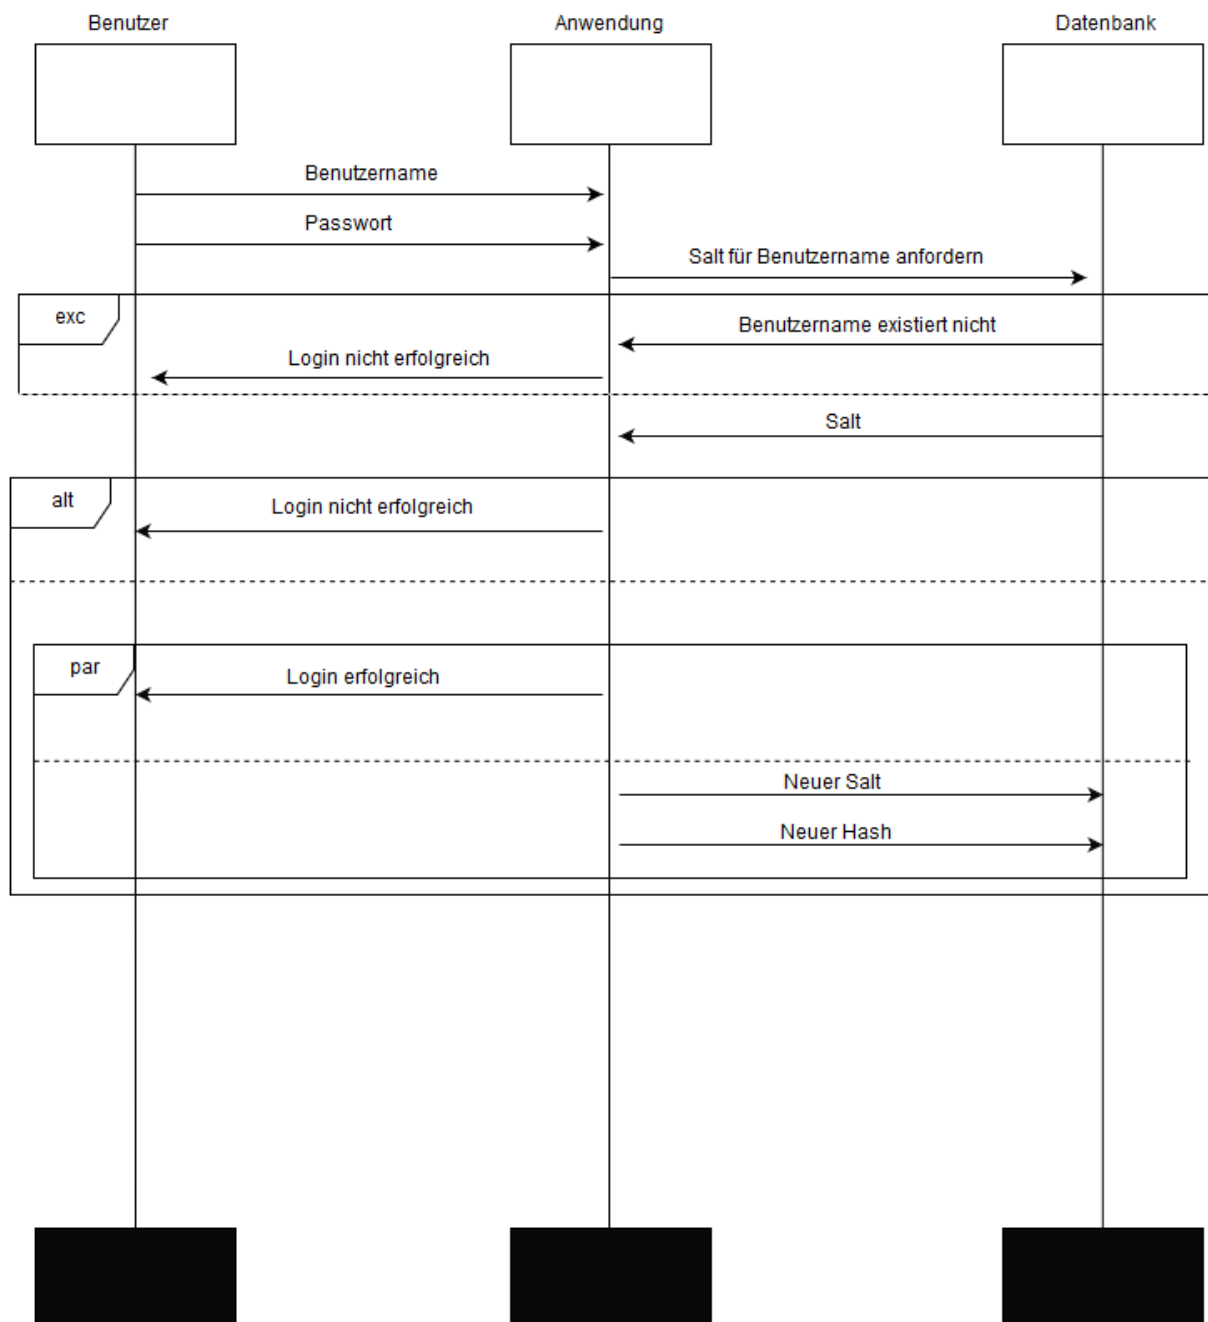 Benutzer
Anwendung
Datenbank
Benutzername
Passwort
Salt für Benutzername anfordern
exc
Benutzername existiert nicht
Login nicht erfolgreich
Salt
alt
Login nicht erfolgreich
par
Login erfolgreich
Neuer Salt
Neuer Hash